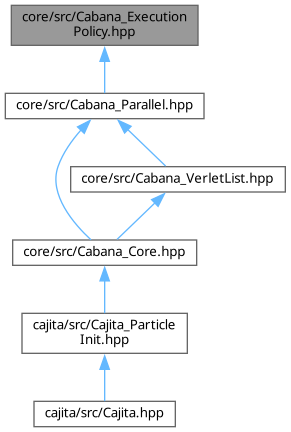 core/src/Cabana_Execution
Policy.hpp
core/src/Cabana_Parallel.hpp
core/src/Cabana_VerletList.hpp
core/src/Cabana_Core.hpp
cajita/src/Cajita_Particle
Init.hpp
cajita/src/Cajita.hpp